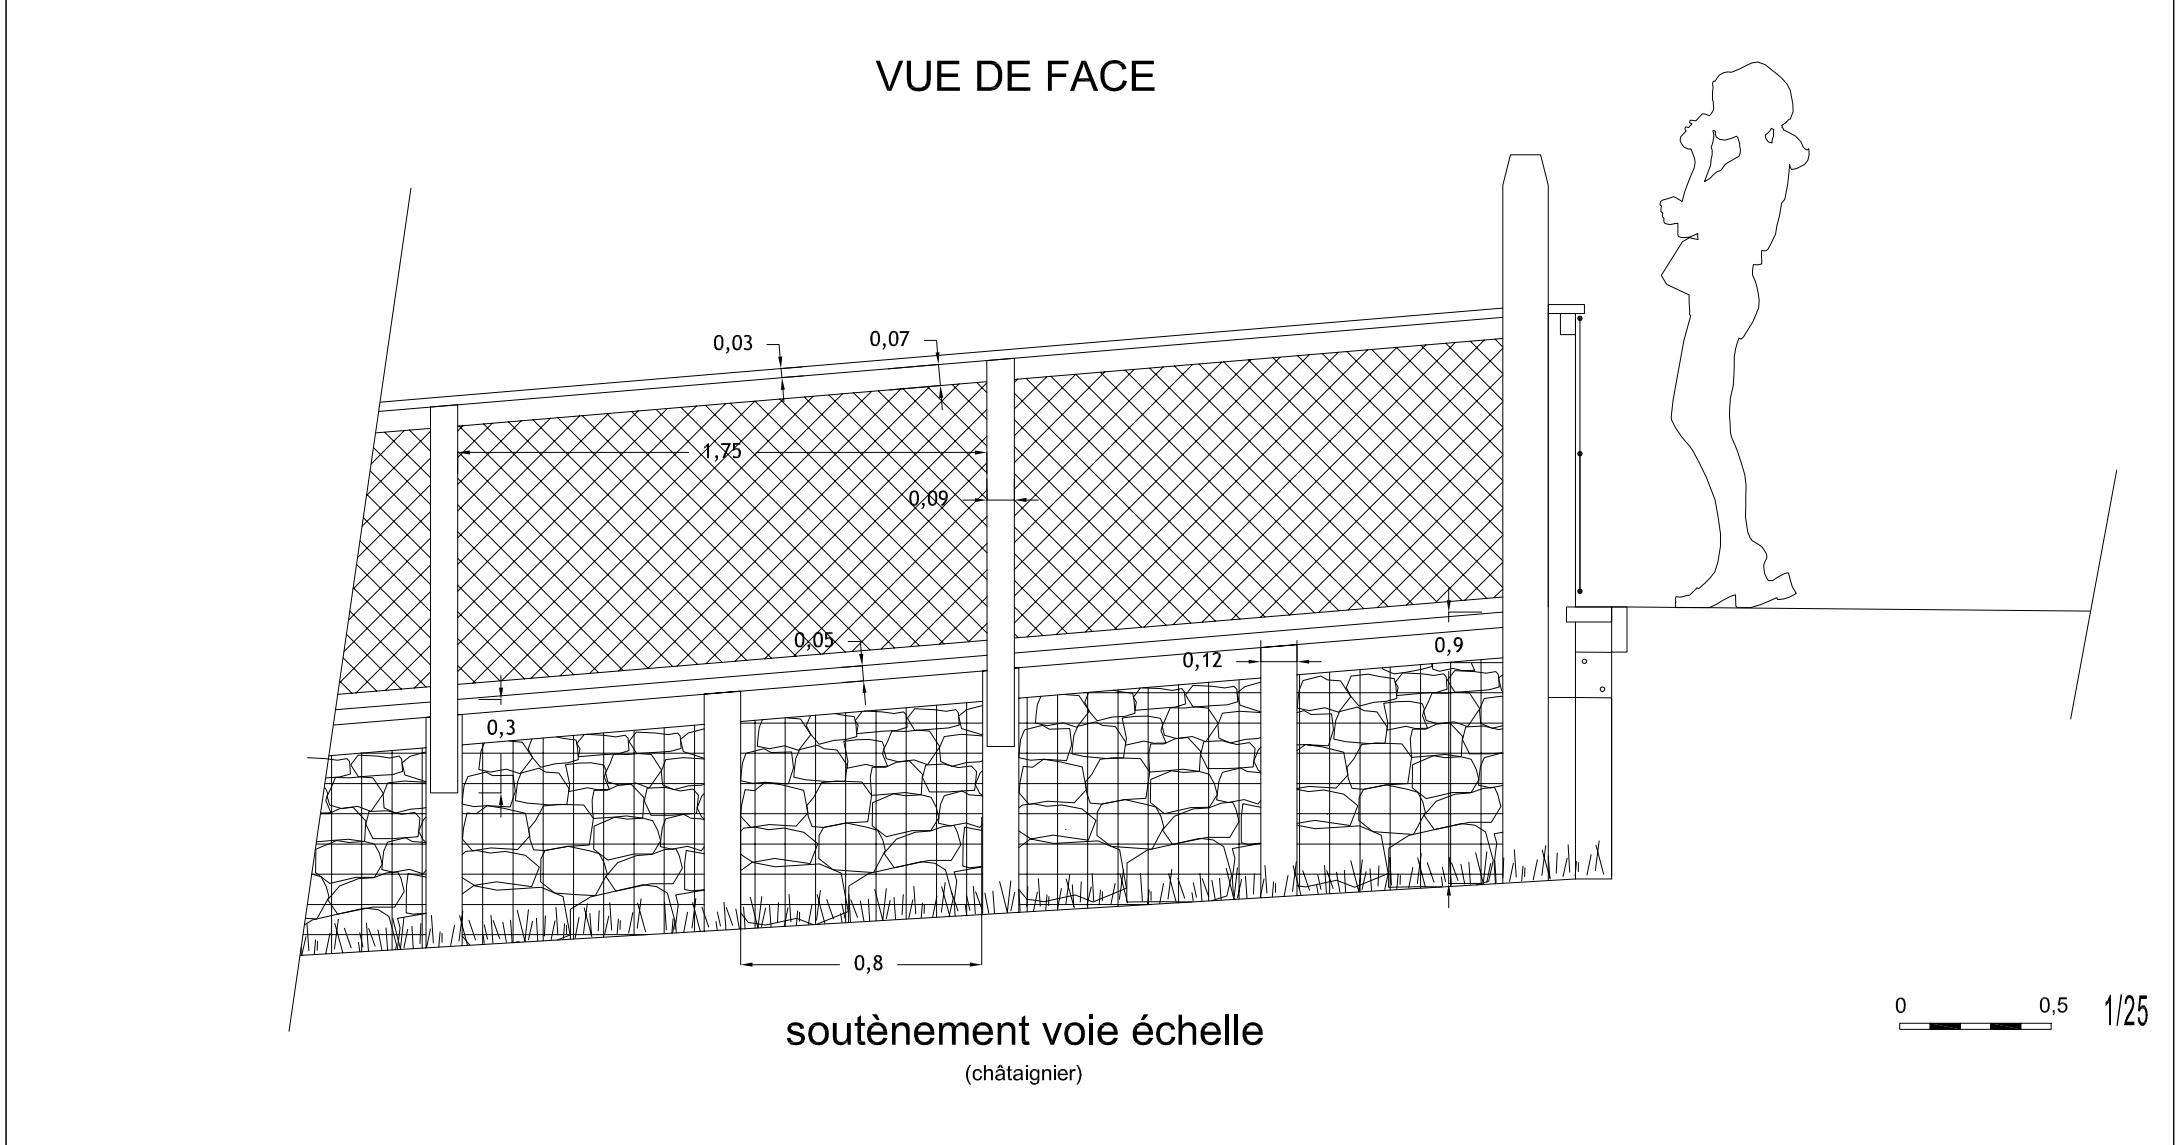 VUE DE FACE
0,03
0,07
1,75
0,09
0,05
0,12
0,9
0,3
0,8
soutènement voie échelle
(châtaignier)
0 0,5 1/25